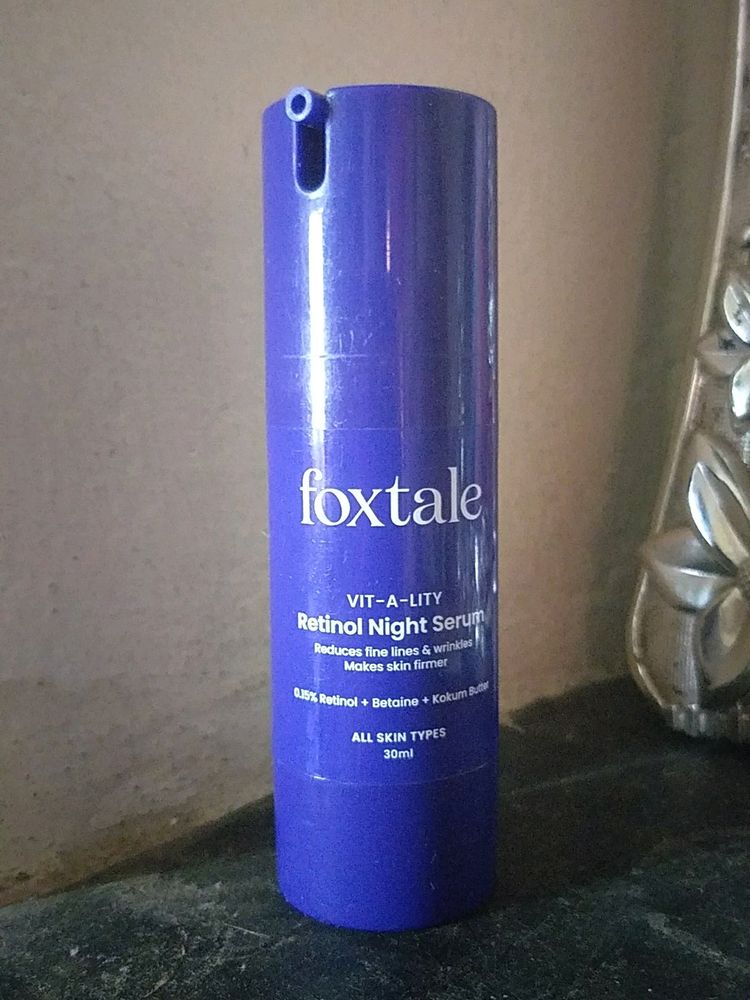 foxtale
VIT-A-LITY
Retinol Night Serum
Reduces fine lines & wrinkles
Makes skin firmer
0.15% Retinol + Betaine + Kokum Butter
ALL SKIN TYPES
30ml